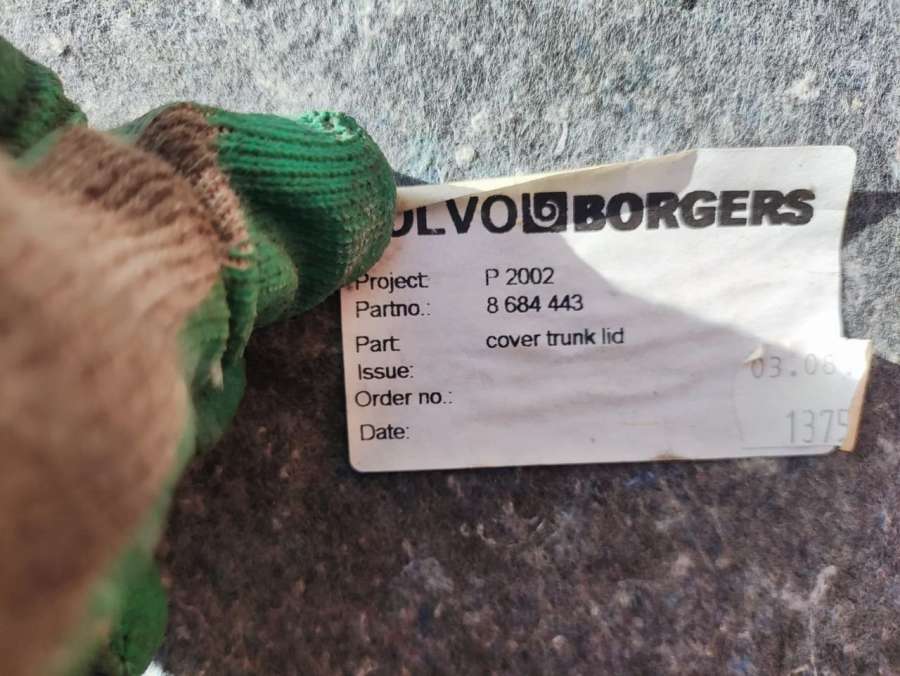 OLVO BORGERS
Project: P 2002
Partno.: 8 684 443
Part: cover trunk lid
Issue:
03.06.
Order no.:
Date:
1375